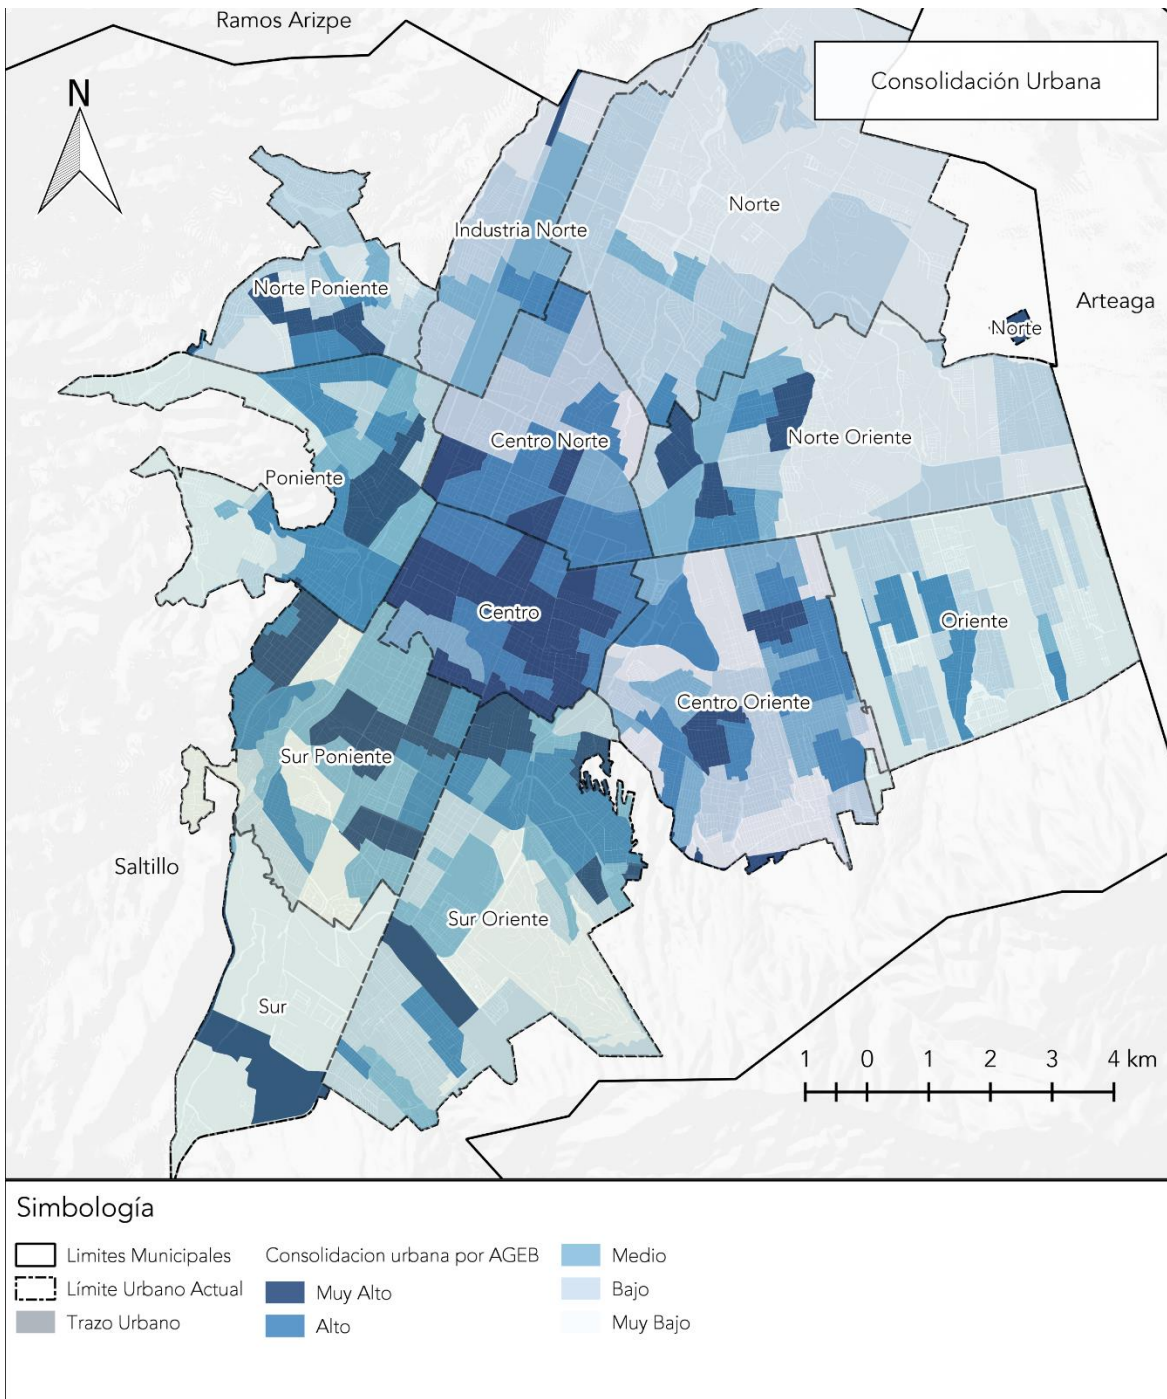 Ramos Arizpe
Consolidación Urbana
N
Norte
Industria Norte
Norte Poniente
Arteaga
Norte
Centro Norte
Norte Oriente
Poniente
Centro
Oriente
Centro Oriente
Sur Poniente
Saltillo
Sur Oriente
Sur
1 0 1 2 3 4 km
Simbología
Limites Municipales
Límite Urbano Actual
Trazo Urbano
Consolidacion urbana por AGEB
Muy Alto
Alto
Medio
Bajo
Muy Bajo